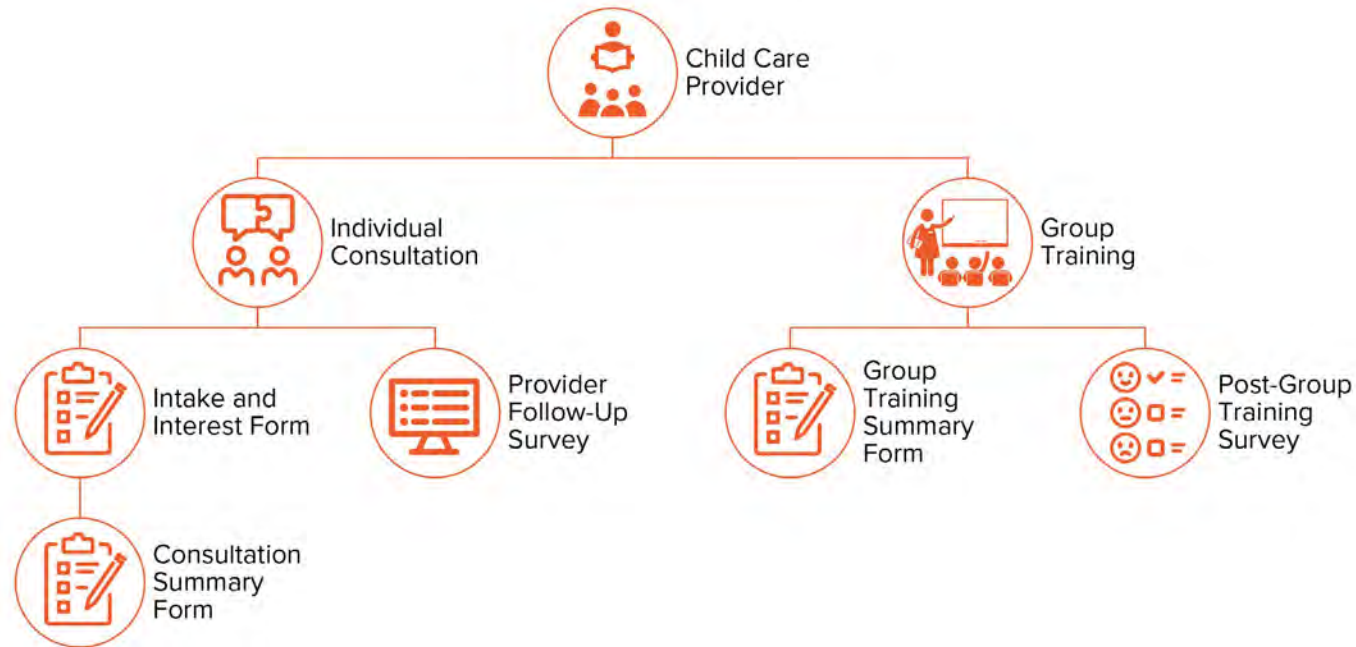 Child Care
Provider
Individual
Consultation
Group
Training
Intake and
Interest Form
Provider
Follow-Up
Survey
Group
Training
Summary
Form
Post-Group
Training
Survey
Consultation
Summary
Form